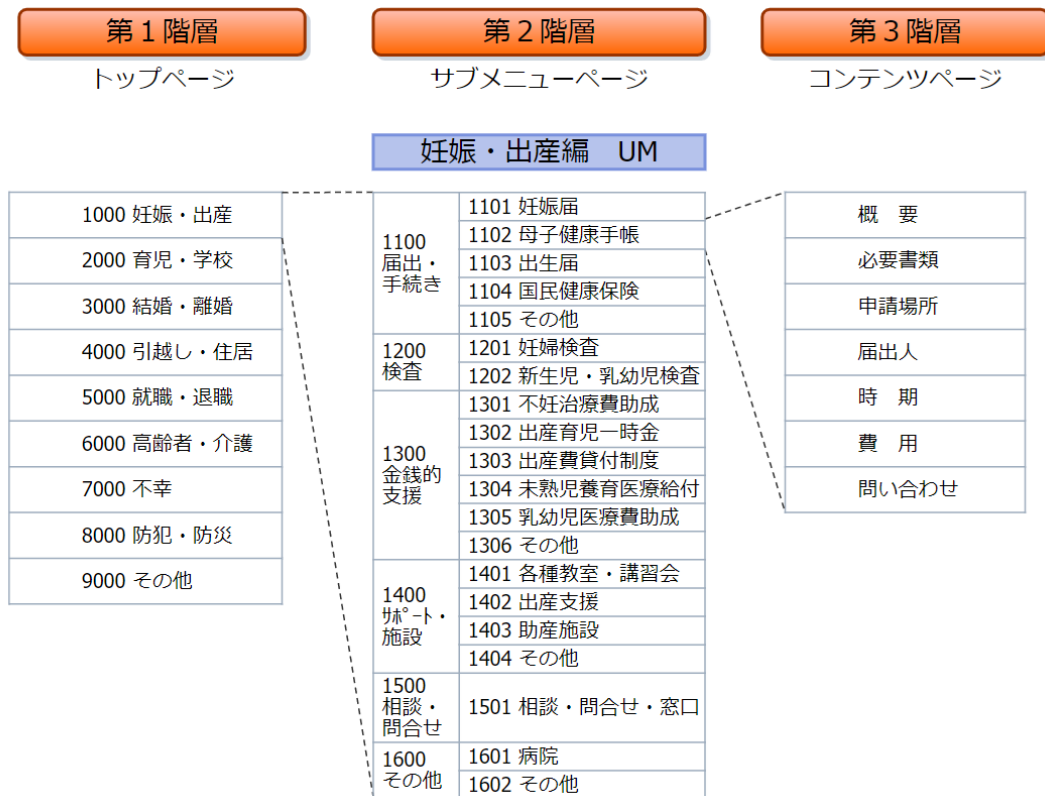 第１階層
トップページ
第２階層
サブメニューページ
第３階層
コンテンツページ
妊娠・出産編　UM
1000 妊娠・出産
2000 育児・学校
3000 結婚・離婚
4000 引越し・住居
5000 就職・退職
6000 高齢者・介護
7000 不幸
8000 防犯・防災
9000 その他
1100
届出・
手続き
1101 妊娠届
1102 母子健康手帳
1103 出生届
1104 国民健康保険
1105 その他
1200
検査
1201 妊婦検査
1202 新生児・乳幼児検査
1300
金銭的
支援
1301 不妊治療費助成
1302 出産育児一時金
1303 出産費貸付制度
1304 未熟児養育医療給付
1305 乳幼児医療費助成
1306 その他
1400
ｻﾎﾟｰﾄ・
施設
1401 各種教室・講習会
1402 出産支援
1403 助産施設
1404 その他
1500
相談・
問合せ
1501 相談・問合せ・窓口
1600
その他
1601 病院
1602 その他
概　要
必要書類
申請場所
届出人
時　期
費　用
問い合わせ